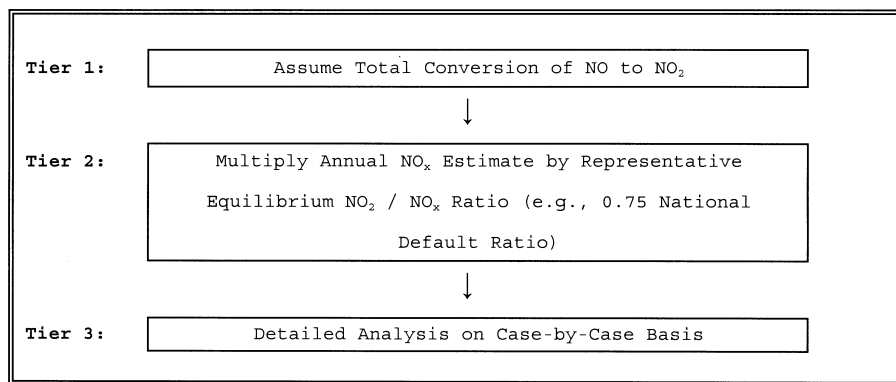 Tier 1: Assume Total Conversion of NO to NO₂
↓
Tier 2: Multiply Annual NOₓ Estimate by Representative
Equilibrium NO₂ / NOₓ Ratio (e.g., 0.75 National
Default Ratio)
↓
Tier 3: Detailed Analysis on Case-by-Case Basis